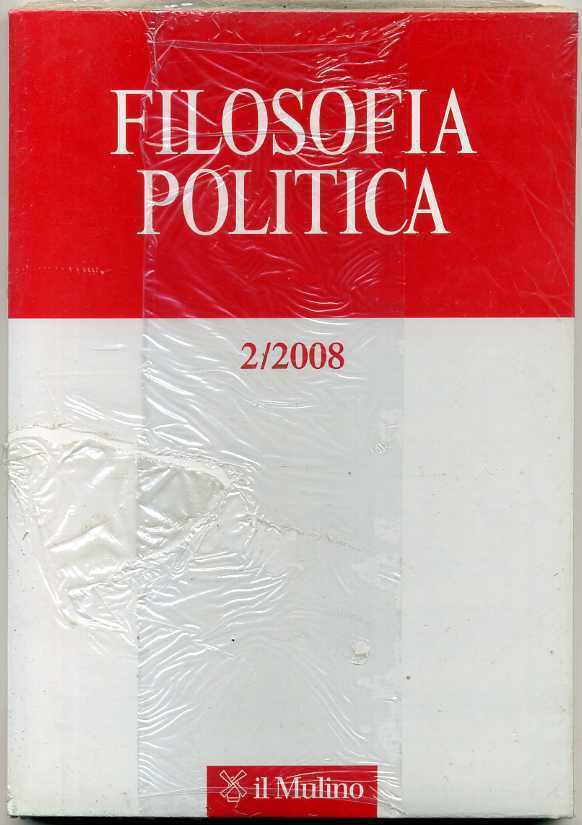 FILOSOFIA
POLITICA
2/2008
il Mulino